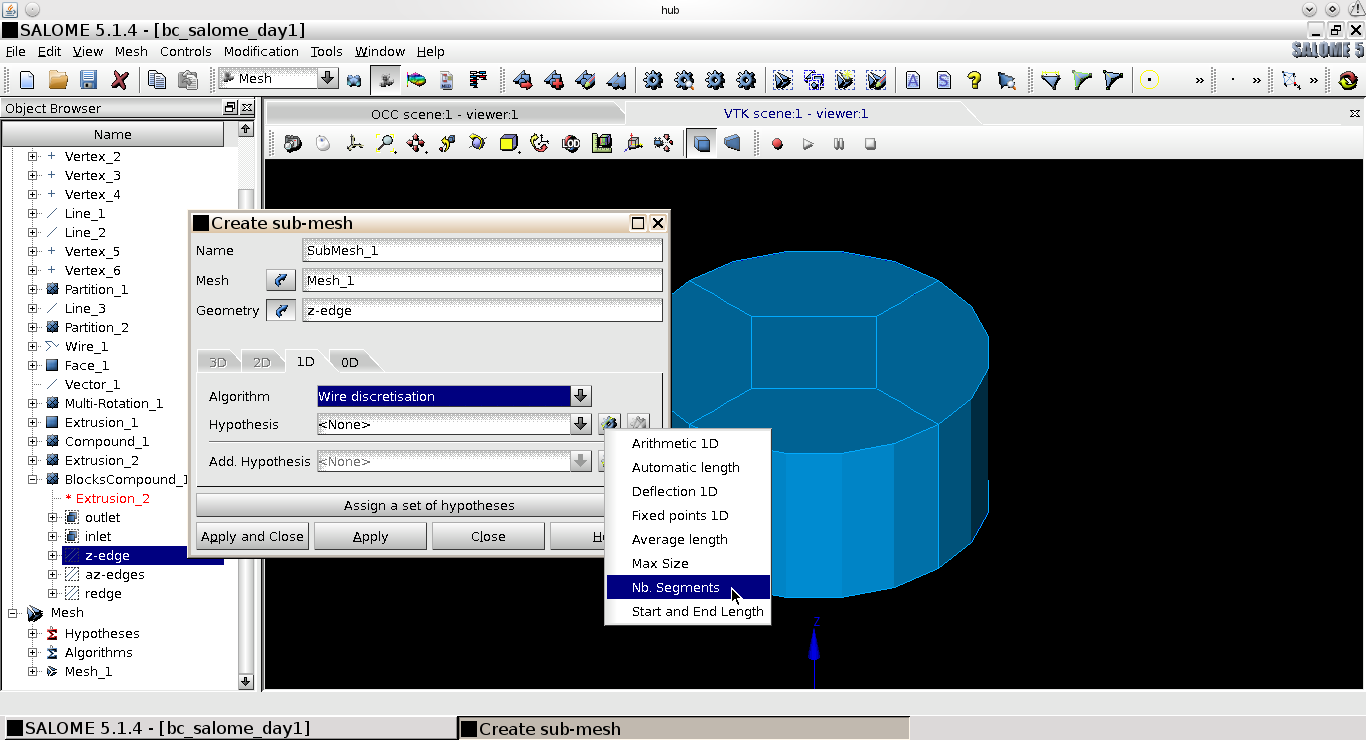 hub
SALOME 5.1.4 - [bc_salome_day1]
File Edit View Mesh Controls Modification Tools Window Help
SALOME 5
Mesh
Object Browser
Name
Vertex_2
Vertex_3
Vertex_4
Line_1
Line_2
Vertex_5
Vertex_6
Partition_1
Line_3
Partition_2
Wire_1
Face_1
Vector_1
Multi-Rotation_1
Extrusion_1
Compound_1
Extrusion_2
BlocksCompound_1
* Extrusion_2
outlet
inlet
z-edge
az-edges
redge
Mesh
Hypotheses
Algorithms
Mesh_1
OCC scene:1 - viewer:1
VTK scene:1 - viewer:1
LOD
Create sub-mesh
Name SubMesh_1
Mesh Mesh_1
Geometry z-edge
3D 2D 1D 0D
Algorithm Wire discretisation
Hypothesis <None>
Add. Hypothesis <None>
Assign a set of hypotheses
Apply and Close Apply Close
Arithmetic 1D
Automatic length
Deflection 1D
Fixed points 1D
Average length
Max Size
Nb. Segments
Start and End Length
Z
SALOME 5.1.4 - [bc_salome_day1]
Create sub-mesh